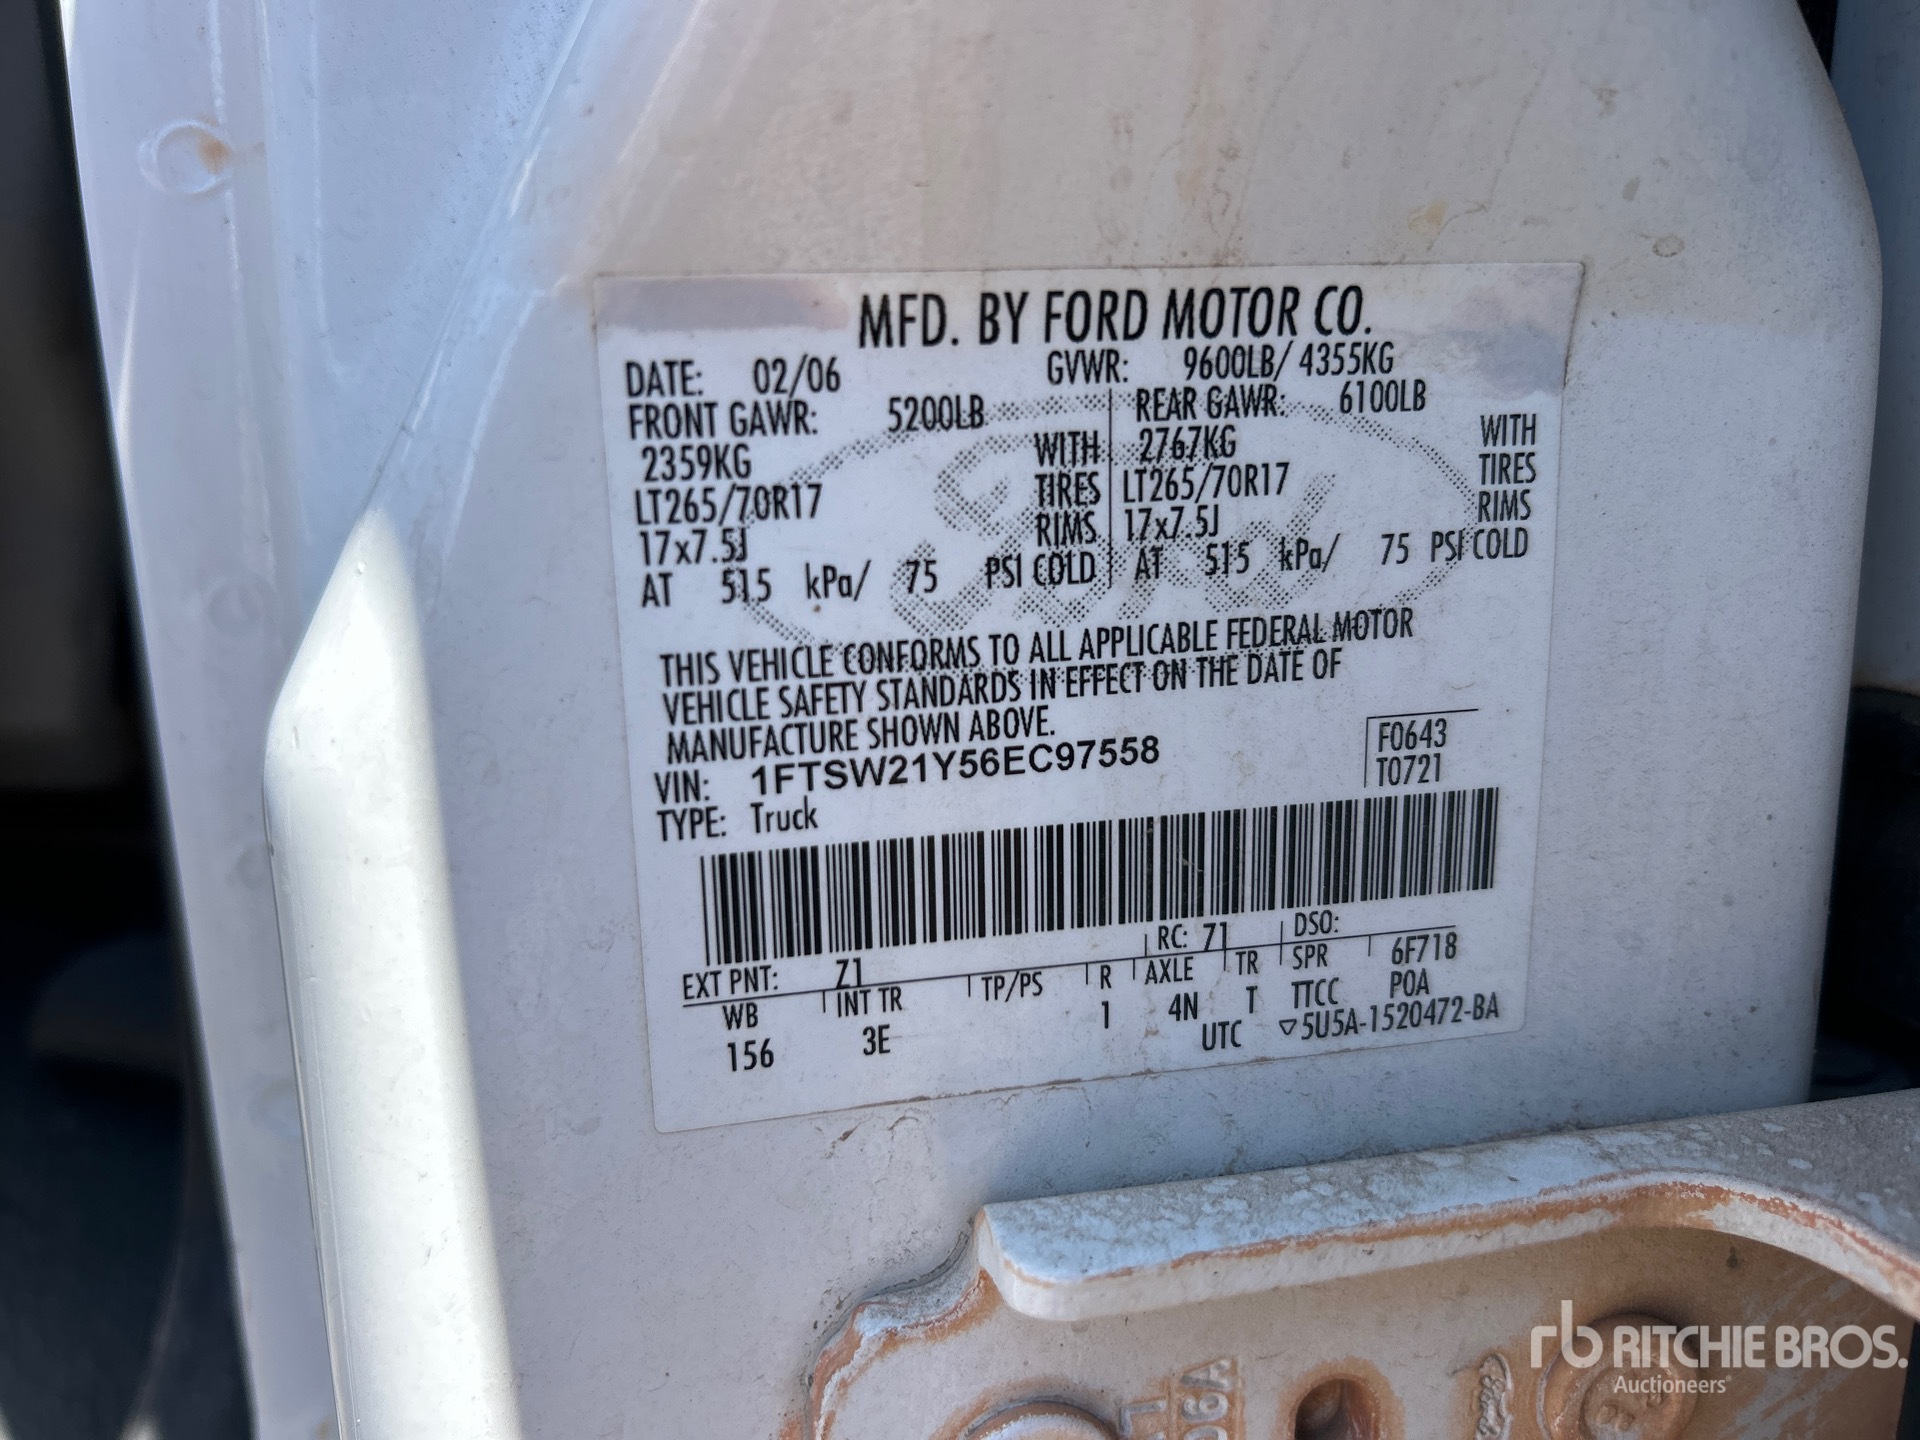 MFD. BY FORD MOTOR CO.
DATE: 02/06 GVWR: 9600LB/ 4355KG
FRONT GAWR: 5200LB REAR GAWR: 6100LB
2359KG WITH 2767KG WITH
LT265/70R17 TIRES LT265/70R17 TIRES
17x7.5J RIMS 17x7.5J RIMS
AT 515 kPa/ 75 PSI COLD AT 515 kPa/ 75 PSI COLD
THIS VEHICLE CONFORMS TO ALL APPLICABLE FEDERAL MOTOR
VEHICLE SAFETY STANDARDS IN EFFECT ON THE DATE OF
MANUFACTURE SHOWN ABOVE.
VIN: 1FTSW21Y56EC97558 F0643
TYPE: Truck T0721
EXT PNT: Z1 RC: 71 DSO:
WB INT TR TP/PS R AXLE TR SPR 6F718
156 3E 1 4N T TTCC POA
UTC ▽5U5A-1520472-BA
Ford
rb RITCHIE BROS.
Auctioneers